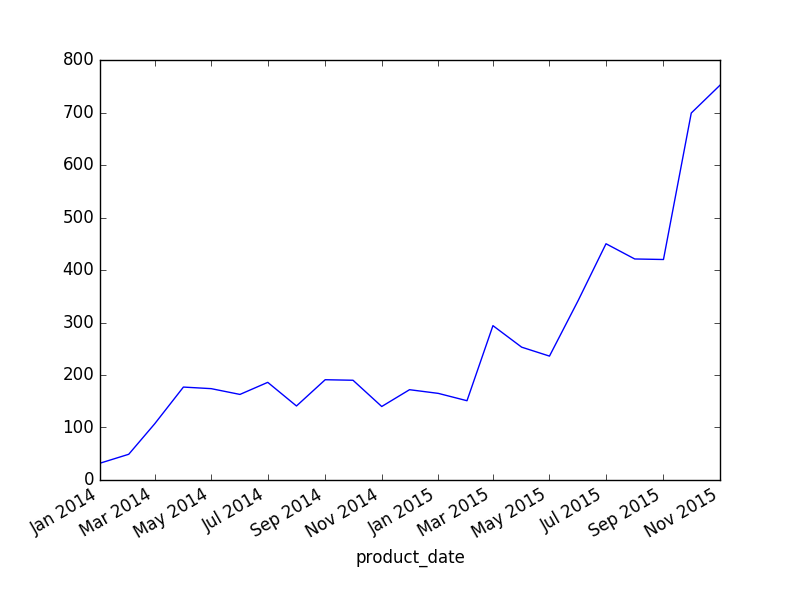 800
700
600
500
400
300
200
100
0
Jan 2014
Mar 2014
May 2014
Jul 2014
Sep 2014
Nov 2014
Jan 2015
Mar 2015
May 2015
Jul 2015
Sep 2015
Nov 2015
product_date